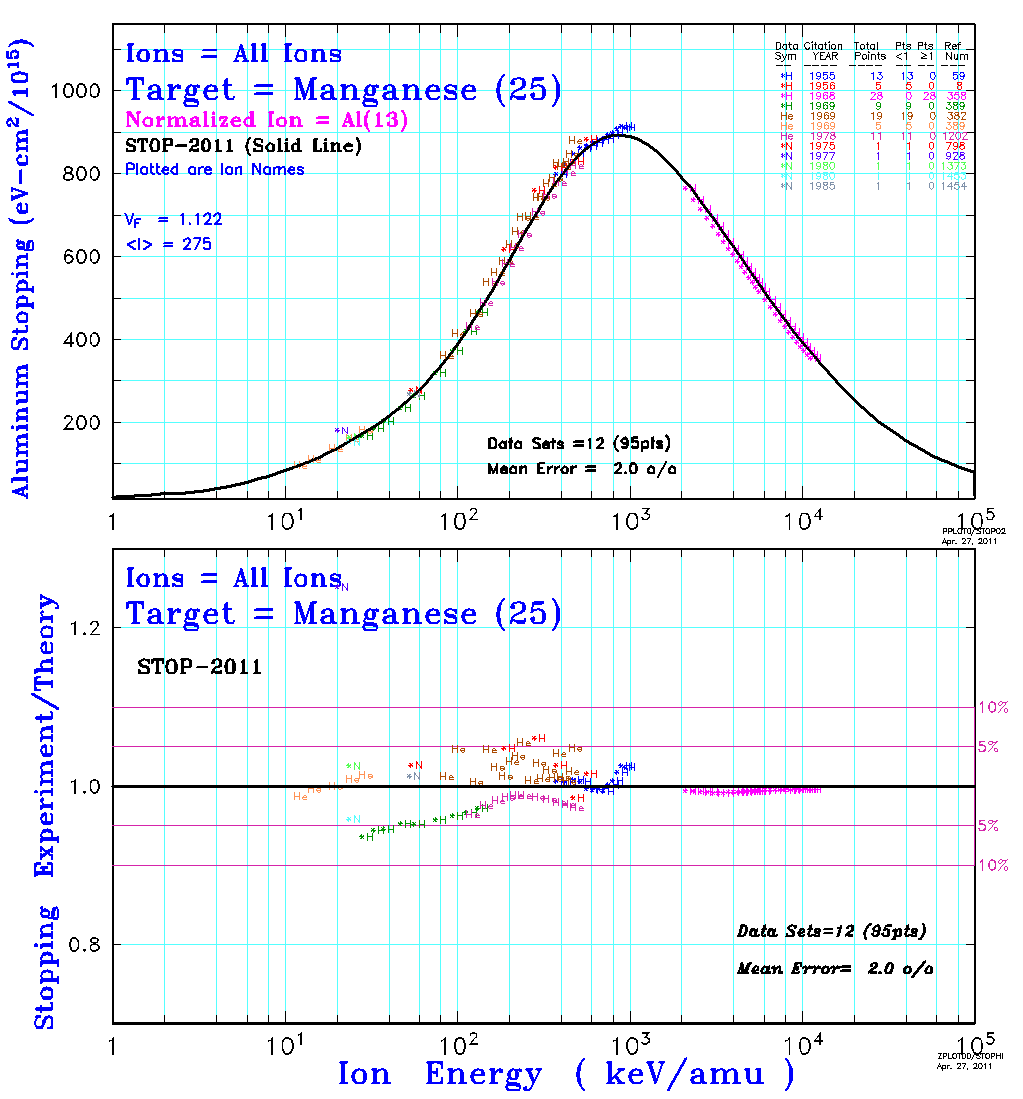 Ions = All Ions
Target = Manganese (25)
Normalized Ion = Al(13)
STOP-2011 (Solid Line)
Plotted are Ion Names
V_F = 1.122
<I> = 275
Data Citation Total Pts Pts Ref
Sym YEAR Points <1 ≥1 Num
*H 1955 13 13 0 59
*H 1956 5 5 0 8
*H 1968 28 0 28 358
*H 1969 9 9 0 389
He 1969 19 19 0 382
He 1969 5 5 0 389
He 1978 11 11 0 1202
*N 1975 1 1 0 798
*N 1977 1 1 0 928
*N 1980 1 1 0
*N 1980 1 1 0
*N 1985 1 1 0 1454
Aluminum Stopping (eV-cm²/10¹⁵)
1000
800
600
400
200
Data Sets =12 (95pts)
Mean Error = 2.0 o/o
1 10¹ 10² 10³ 10⁴ 10⁵
PPLOT0/STOP02
Apr. 27, 2011
Ions = All Ions
Target = Manganese (25)
STOP-2011
Stopping Experiment/Theory
1.2
1.0
0.8
10%
5%
5%
10%
Data Sets=12 (95pts)
Mean Error= 2.0 o/o
1 10¹ 10² 10³ 10⁴ 10⁵
Ion Energy ( keV/amu )
Apr. 27, 2011